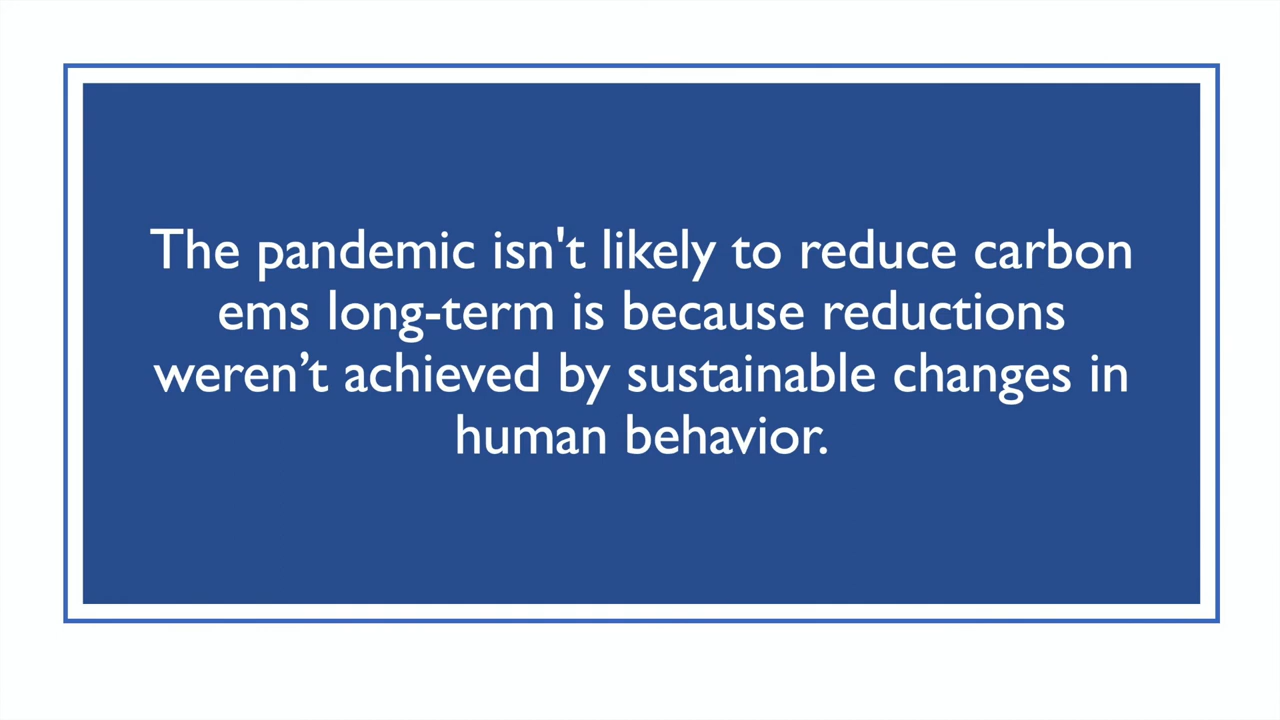 The pandemic isn't likely to reduce carbon
ems long-term is because reductions
weren’t achieved by sustainable changes in
human behavior.